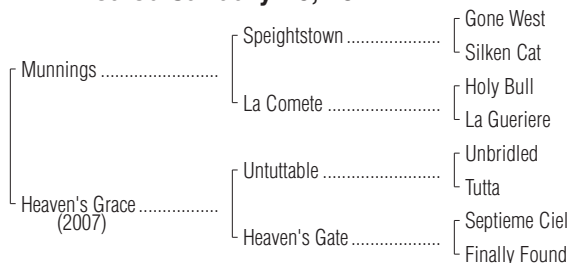 Gone West
Speightstown
Silken Cat
Munnings
Holy Bull
La Comete
La Gueriere
Unbridled
Untuttable
Tutta
Heaven's Grace
(2007)
Septieme Ciel
Heaven's Gate
Finally Found